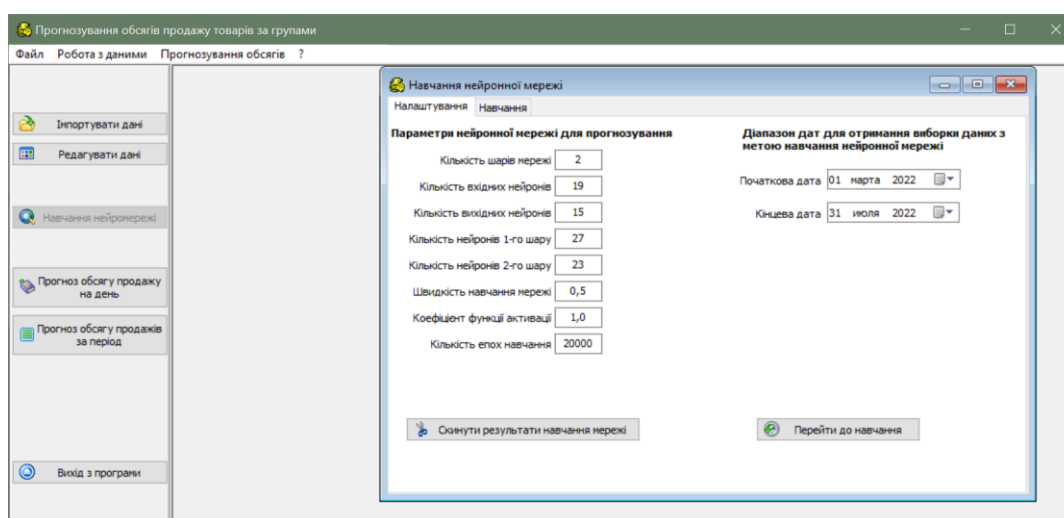 Прогнозування обсягів продажу товарів за групами
Файл Робота з даними Прогнозування обсягів ?
Імпортувати дані
Редагувати дані
Навчання нейромережі
Прогноз обсягу продажу
на день
Прогноз обсягу продажів
за період
Вихід з програми
Навчання нейронної мережі
Налаштування Навчання
Параметри нейронної мережі для прогнозування
Кількість шарів мережі 2
Кількість вхідних нейронів 19
Кількість вихідних нейронів 15
Кількість нейронів 1-го шару 27
Кількість нейронів 2-го шару 23
Швидкість навчання мережі 0,5
Коефіцієнт функції активації 1,0
Кількість епох навчання 20000
Діапазон дат для отримання виборки даних з
метою навчання нейронної мережі
Початкова дата 01 марта 2022
Кінцева дата 31 июля 2022
Скинути результати навчання мережі
Перейти до навчання